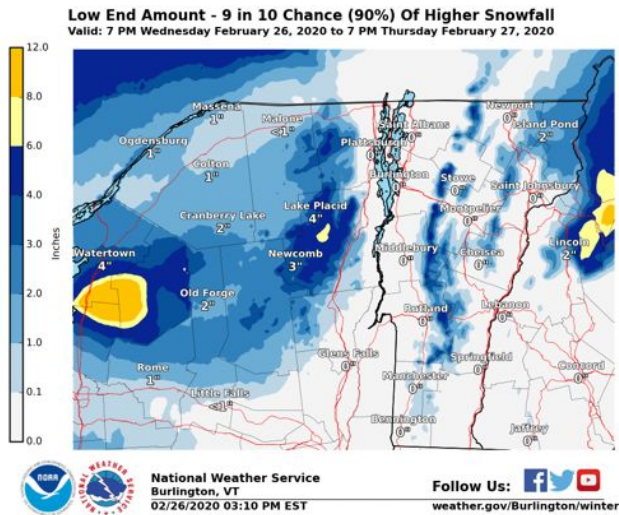 Low End Amount - 9 in 10 Chance (90%) Of Higher Snowfall
Valid: 7 PM Wednesday February 26, 2020 to 7 PM Thursday February 27, 2020
12.0
8.0
6.0
4.0
3.0
2.0
1.0
0.1
0.0
Inches
Massena
1"
Malone
<1"
Newport
0"
Saint Albans
0"
Island Pond
2"
Ogdensburg
1"
Plattsburgh
0"
Colton
1"
Burlington
0"
Stowe
0"
Saint Johnsbury
0"
Lake Placid
4"
Cranberry Lake
2"
Montpelier
0"
Watertown
4"
Newcomb
3"
Middlebury
0"
Chelsea
0"
Lincoln
2"
Old Forge
2"
Rutland
0"
Lebanon
0"
Glens Falls
0"
Springfield
0"
Rome
1"
Manchester
0"
Concord
0"
Little Falls
<1"
Bennington
0"
Jaffrey
0"
NOAA
National Weather Service
Burlington, VT
02/26/2020 03:10 PM EST
Follow Us:
weather.gov/Burlington/winter